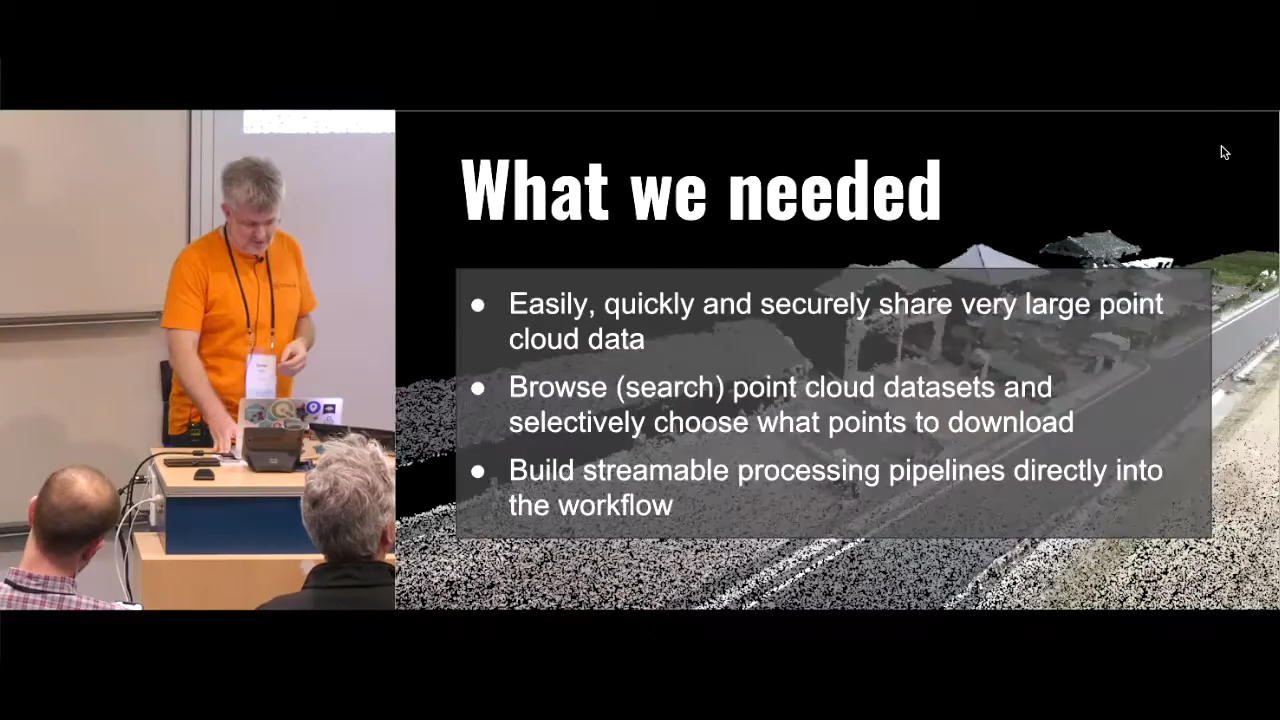 What we needed
● Easily, quickly and securely share very large point
cloud data
● Browse (search) point cloud datasets and
selectively choose what points to download
● Build streamable processing pipelines directly into
the workflow